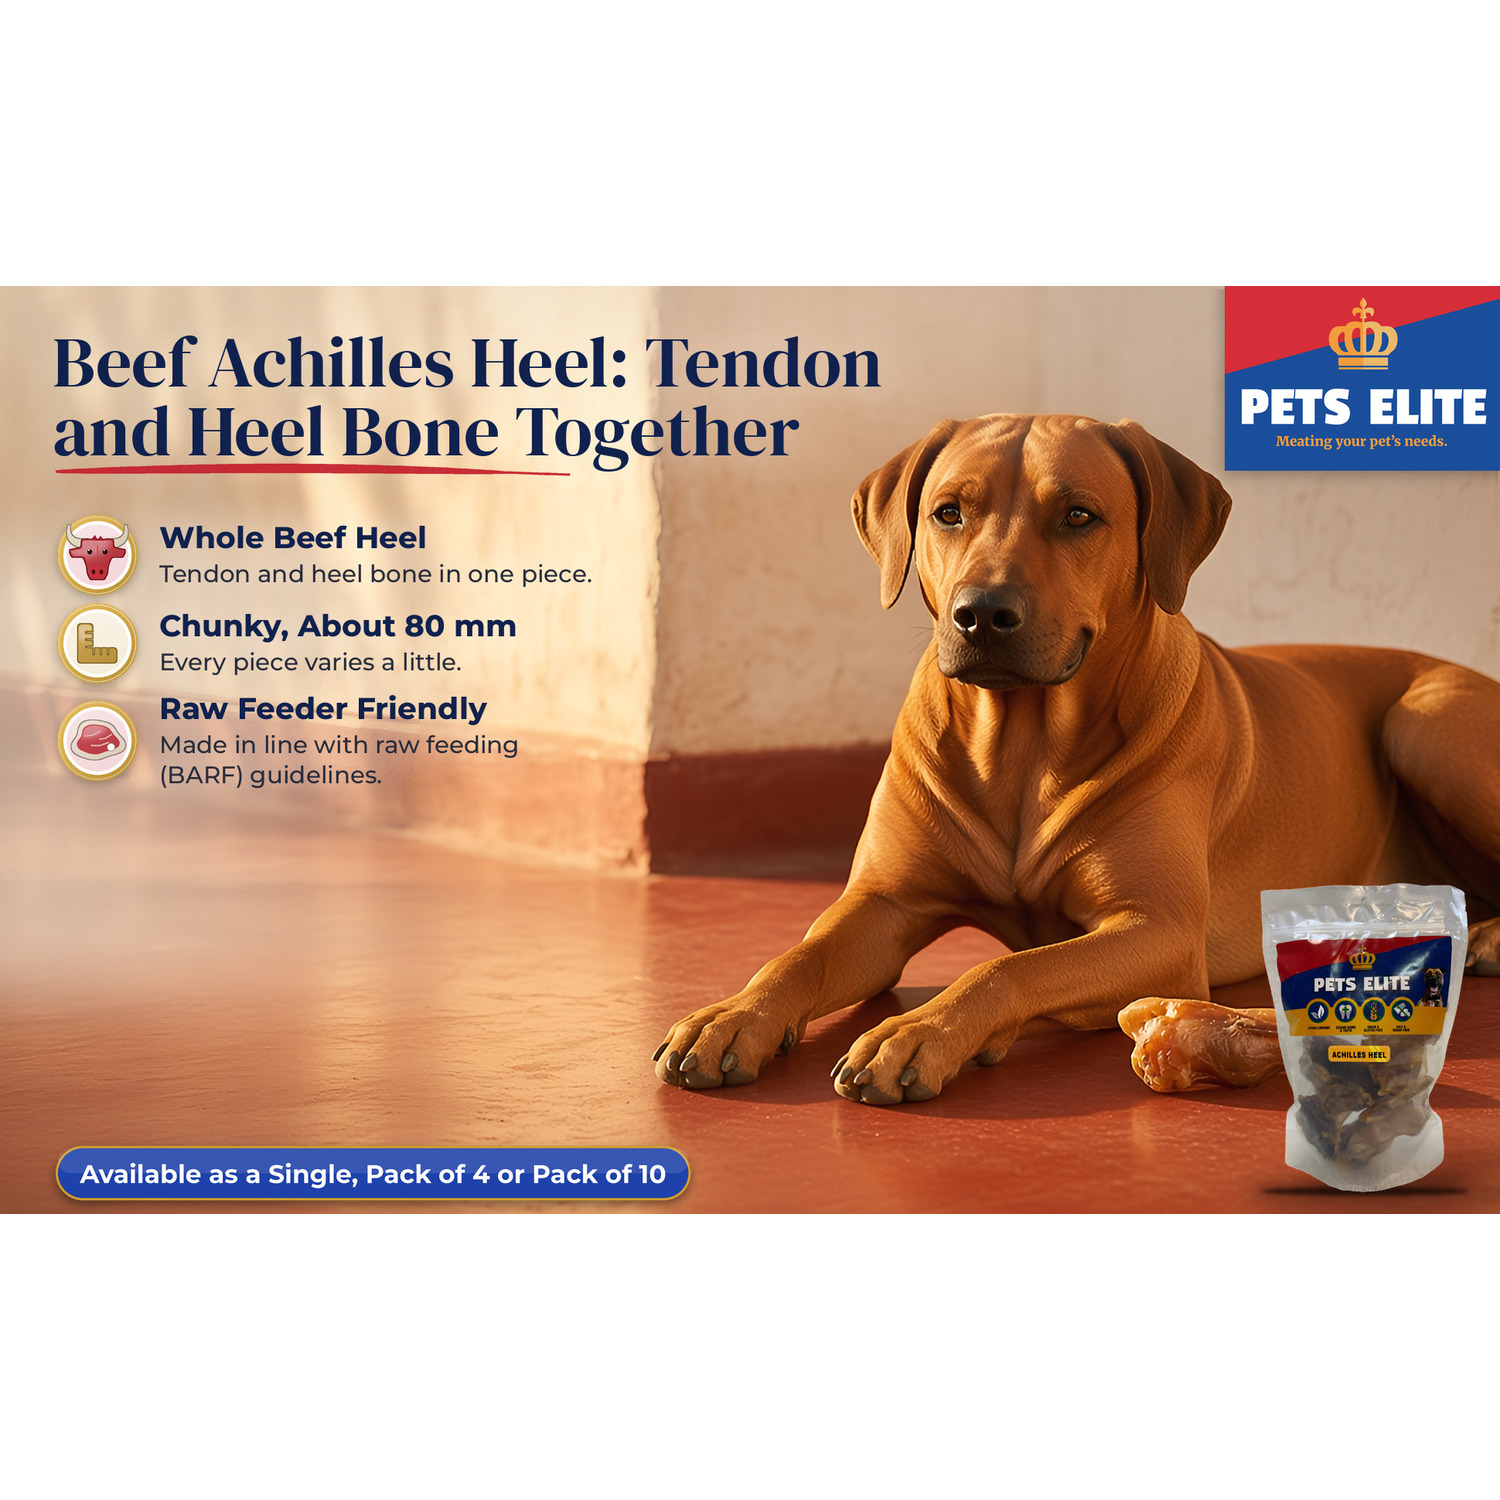 Beef Achilles Heel: Tendon
and Heel Bone Together
PETS ELITE
Meating your pet's needs.
Whole Beef Heel
Tendon and heel bone in one piece.
Chunky, About 80 mm
Every piece varies a little.
Raw Feeder Friendly
Made in line with raw feeding
(BARF) guidelines.
PETS ELITE
ACHILLES HEEL
Available as a Single, Pack of 4 or Pack of 10